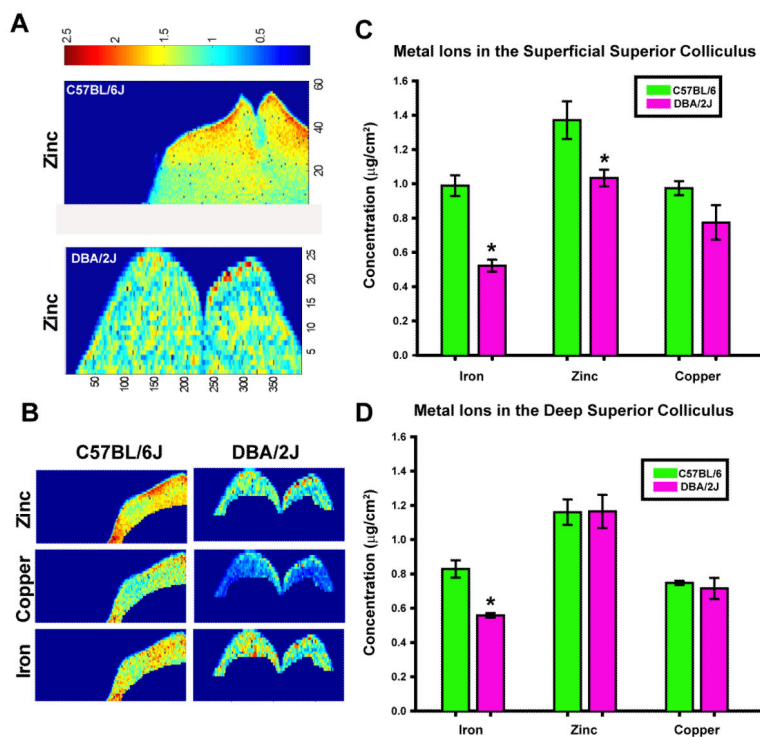 A
2.5
2
1.5
1
0.5
C57BL/6J
Zinc
60
40
20
DBA/2J
Zinc
25
20
15
10
5
50
100
150
200
250
300
350
B
C57BL/6J DBA/2J
Zinc
Copper
Iron
C
Metal Ions in the Superficial Superior Colliculus
C57BL/6
DBA/2J
Concentration (µg/cm²)
1.6
1.4
1.2
1.0
0.8
0.6
0.4
0.2
0.0
*
*
Iron Zinc Copper
D
Metal Ions in the Deep Superior Colliculus
C57BL/6
DBA/2J
Concentration (µg/cm²)
1.6
1.4
1.2
1.0
0.8
0.6
0.4
0.2
0.0
*
Iron Zinc Copper